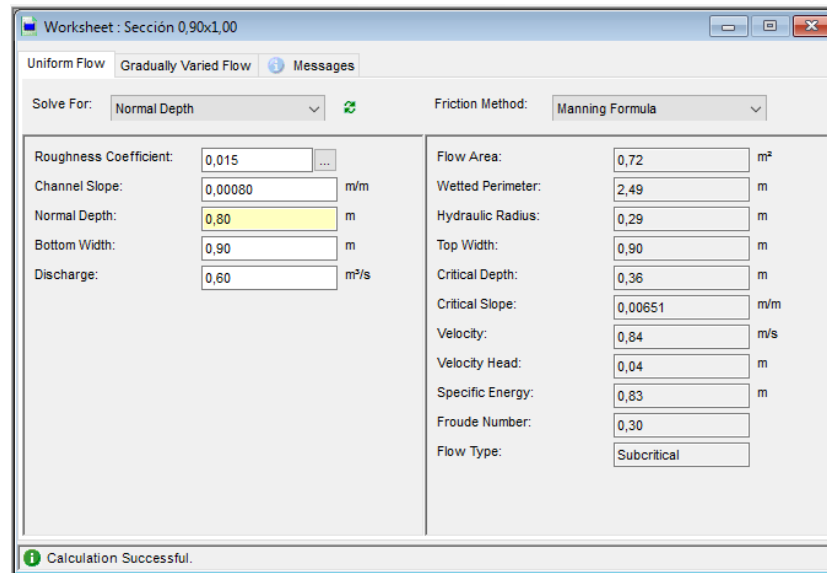 Worksheet : Sección 0,90x1,00
Uniform Flow Gradually Varied Flow Messages
Solve For: Normal Depth Friction Method: Manning Formula
Roughness Coefficient: 0,015 ...
Channel Slope: 0,00080 m/m
Normal Depth: 0,80 m
Bottom Width: 0,90 m
Discharge: 0,60 m³/s
Flow Area: 0,72 m²
Wetted Perimeter: 2,49 m
Hydraulic Radius: 0,29 m
Top Width: 0,90 m
Critical Depth: 0,36 m
Critical Slope: 0,00651 m/m
Velocity: 0,84 m/s
Velocity Head: 0,04 m
Specific Energy: 0,83 m
Froude Number: 0,30
Flow Type: Subcritical
Calculation Successful.